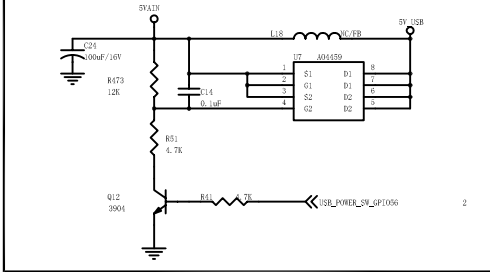 5VAIN
L18 NC/FB 5V_USB
C24
100uF/16V
U7 AO4459
1 S1 D1 8
2 G1 D1 7
3 S2 D2 6
4 G2 D2 5
R473
12K
C14
0.1uF
R51
4.7K
Q12
3904
R41 4.7K
USB_POWER_SW_GPIO56 2